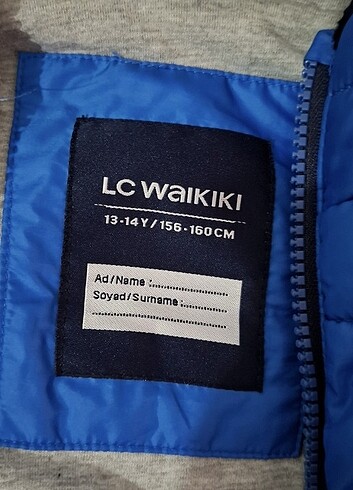 LC WAIKIKI
13-14Y/156-160CM
Ad/Name :
Soyad/Surname :